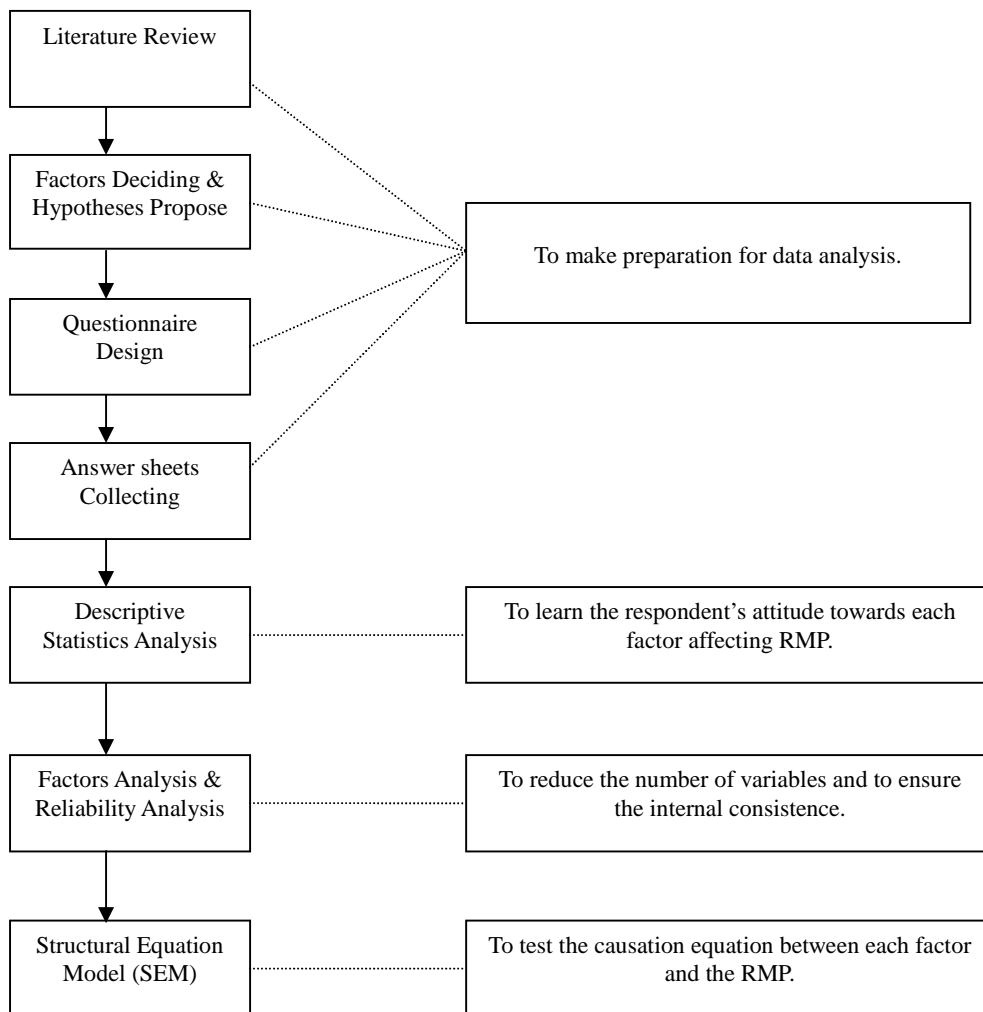 Literature Review
Factors Deciding &
Hypotheses Propose
To make preparation for data analysis.
Questionnaire
Design
Answer sheets
Collecting
Descriptive
Statistics Analysis
To learn the respondent’s attitude towards each
factor affecting RMP.
Factors Analysis &
Reliability Analysis
To reduce the number of variables and to ensure
the internal consistence.
Structural Equation
Model (SEM)
To test the causation equation between each factor
and the RMP.